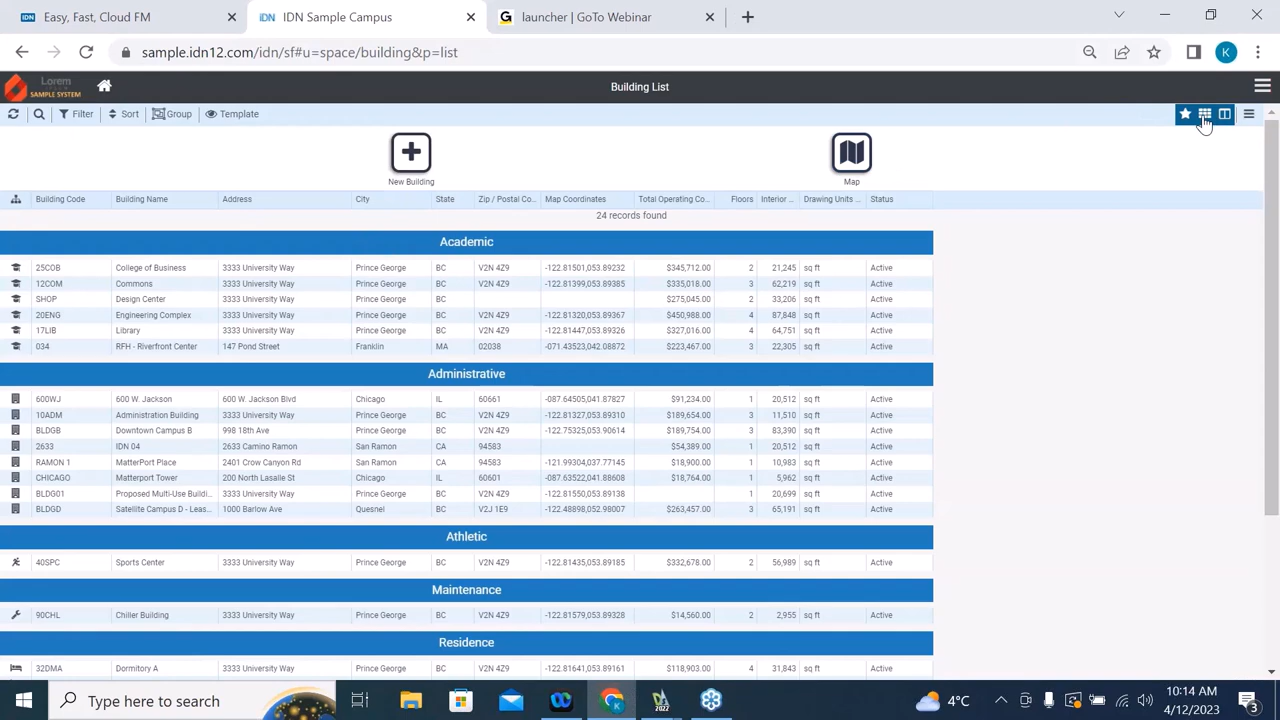 Easy, Fast, Cloud FM
IDN Sample Campus
launcher | GoTo Webinar
sample.idn12.com/idn/sf#u=space/building&p=list
K
Lorem
SAMPLE SYSTEM
Building List
Filter Sort Group Template
New Building Map
Building Code Building Name Address City State Zip / Postal Co... Map Coordinates Total Operating Co... Floors Interior ... Drawing Units ... Status
24 records found
Academic
25COB College of Business 3333 University Way Prince George BC V2N 4Z9 -122.81501,053.89232 $345,712.00 2 21,245 sq ft Active
12COM Commons 3333 University Way Prince George BC V2N 4Z9 -122.81399,053.89385 $335,018.00 3 62,219 sq ft Active
SHOP Design Center 3333 University Way Prince George BC $275,045.00 2 33,206 sq ft Active
20ENG Engineering Complex 3333 University Way Prince George BC V2N 4Z9 -122.81320,053.89367 $450,988.00 4 87,848 sq ft Active
17LIB Library 3333 University Way Prince George BC V2N 4Z9 -122.81447,053.89326 $327,016.00 4 64,751 sq ft Active
034 RFH - Riverfront Center 147 Pond Street Franklin MA 02038 -071.43523,042.08872 $223,467.00 3 22,305 sq ft Active
Administrative
600WJ 600 W. Jackson 600 W. Jackson Blvd Chicago IL 60661 -087.64505,041.87827 $91,234.00 1 20,512 sq ft Active
10ADM Administration Building 3333 University Way Prince George BC V2N 4Z9 -122.81327,053.89310 $189,654.00 3 11,510 sq ft Active
BLDGB Downtown Campus B 998 18th Ave Prince George BC V2N 4Z9 -122.75325,053.90614 $189,754.00 3 83,390 sq ft Active
2633 IDN 04 2633 Camino Ramon San Ramon CA 94583 $54,389.00 1 20,512 sq ft Active
RAMON 1 MatterPort Place 2401 Crow Canyon Rd San Ramon CA 94583 -121.99304,037.77145 $18,900.00 1 10,983 sq ft Active
CHICAGO Matterport Tower 200 North Lasalle St Chicago IL 60601 -087.63522,041.88608 $18,764.00 1 5,962 sq ft Active
BLDG01 Proposed Multi-Use Buildi... 3333 University Way Prince George BC V2N 4Z9 -122.81550,053.89138 1 20,699 sq ft Active
BLDGD Satellite Campus D - Leas... 1000 Barlow Ave Quesnel BC V2J 1E9 -122.48898,052.98007 $263,457.00 3 65,191 sq ft Active
Athletic
40SPC Sports Center 3333 University Way Prince George BC V2N 4Z9 -122.81435,053.89185 $332,678.00 2 56,989 sq ft Active
Maintenance
90CHL Chiller Building 3333 University Way Prince George BC V2N 4Z9 -122.81579,053.89328 $14,560.00 2 2,955 sq ft Active
Residence
32DMA Dormitory A 3333 University Way Prince George BC V2N 4Z9 -122.81641,053.89161 $118,903.00 4 31,843 sq ft Active
Type here to search
2022
4°C
10:14 AM
4/12/2023
3